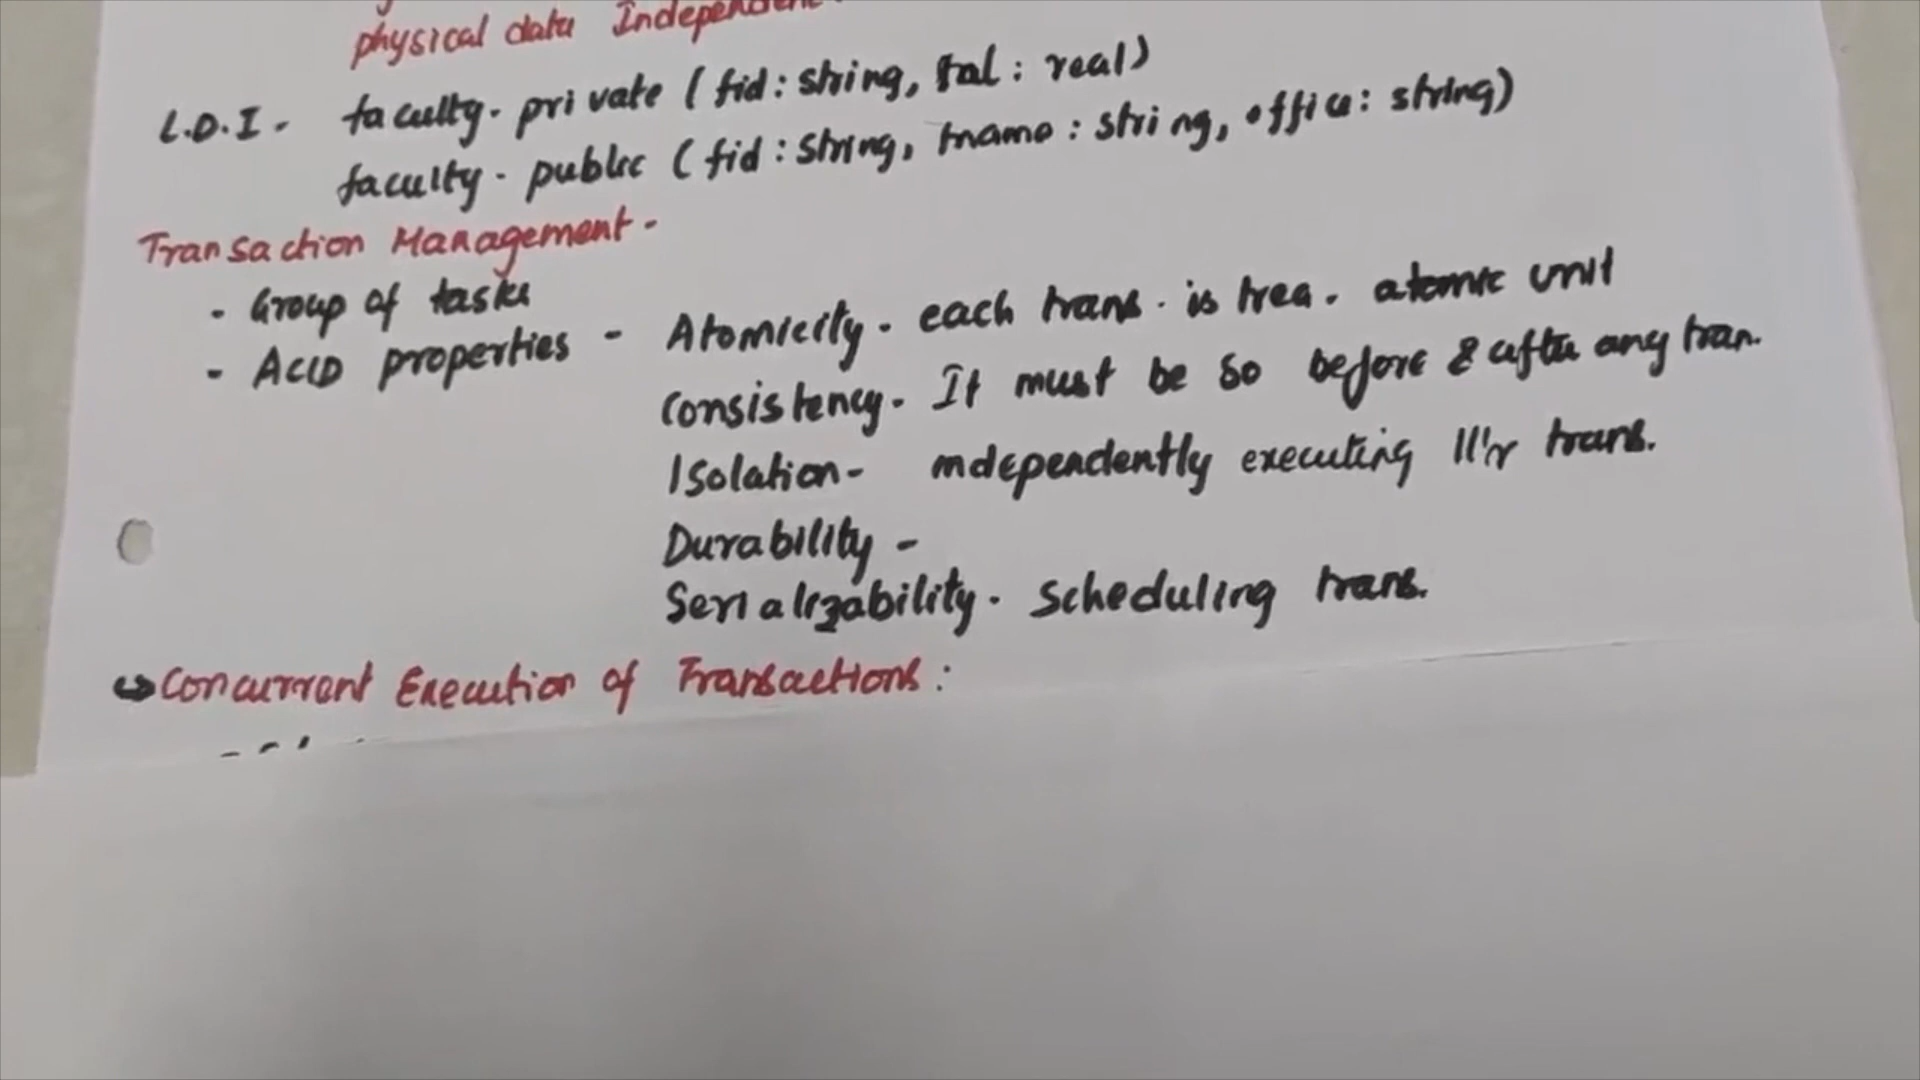 physical data Independen
L.D.I - faculty. private (fid: string, sal: real)
faculty. public (fid: string, fname: string, office: string)
Transaction Management -
- Group of tasks
- ACID properties - Atomicity. each trans. is trea. atomic unit
Consistency. It must be so before & after any tran.
Isolation - independently executing ll'r trans.
Durability -
Serializability. Scheduling trans.
↪ Concurrent Execution of Transactions: